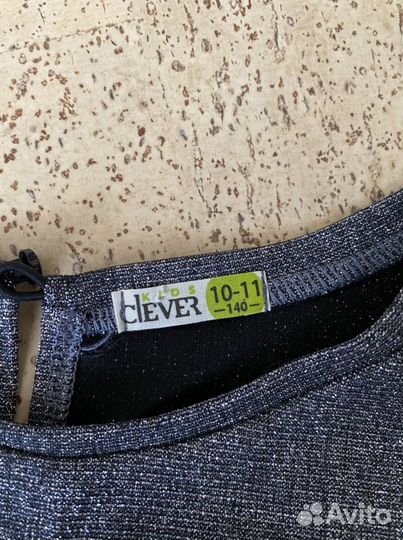 KIDS
CLEVER
10-11
—140—
Avito